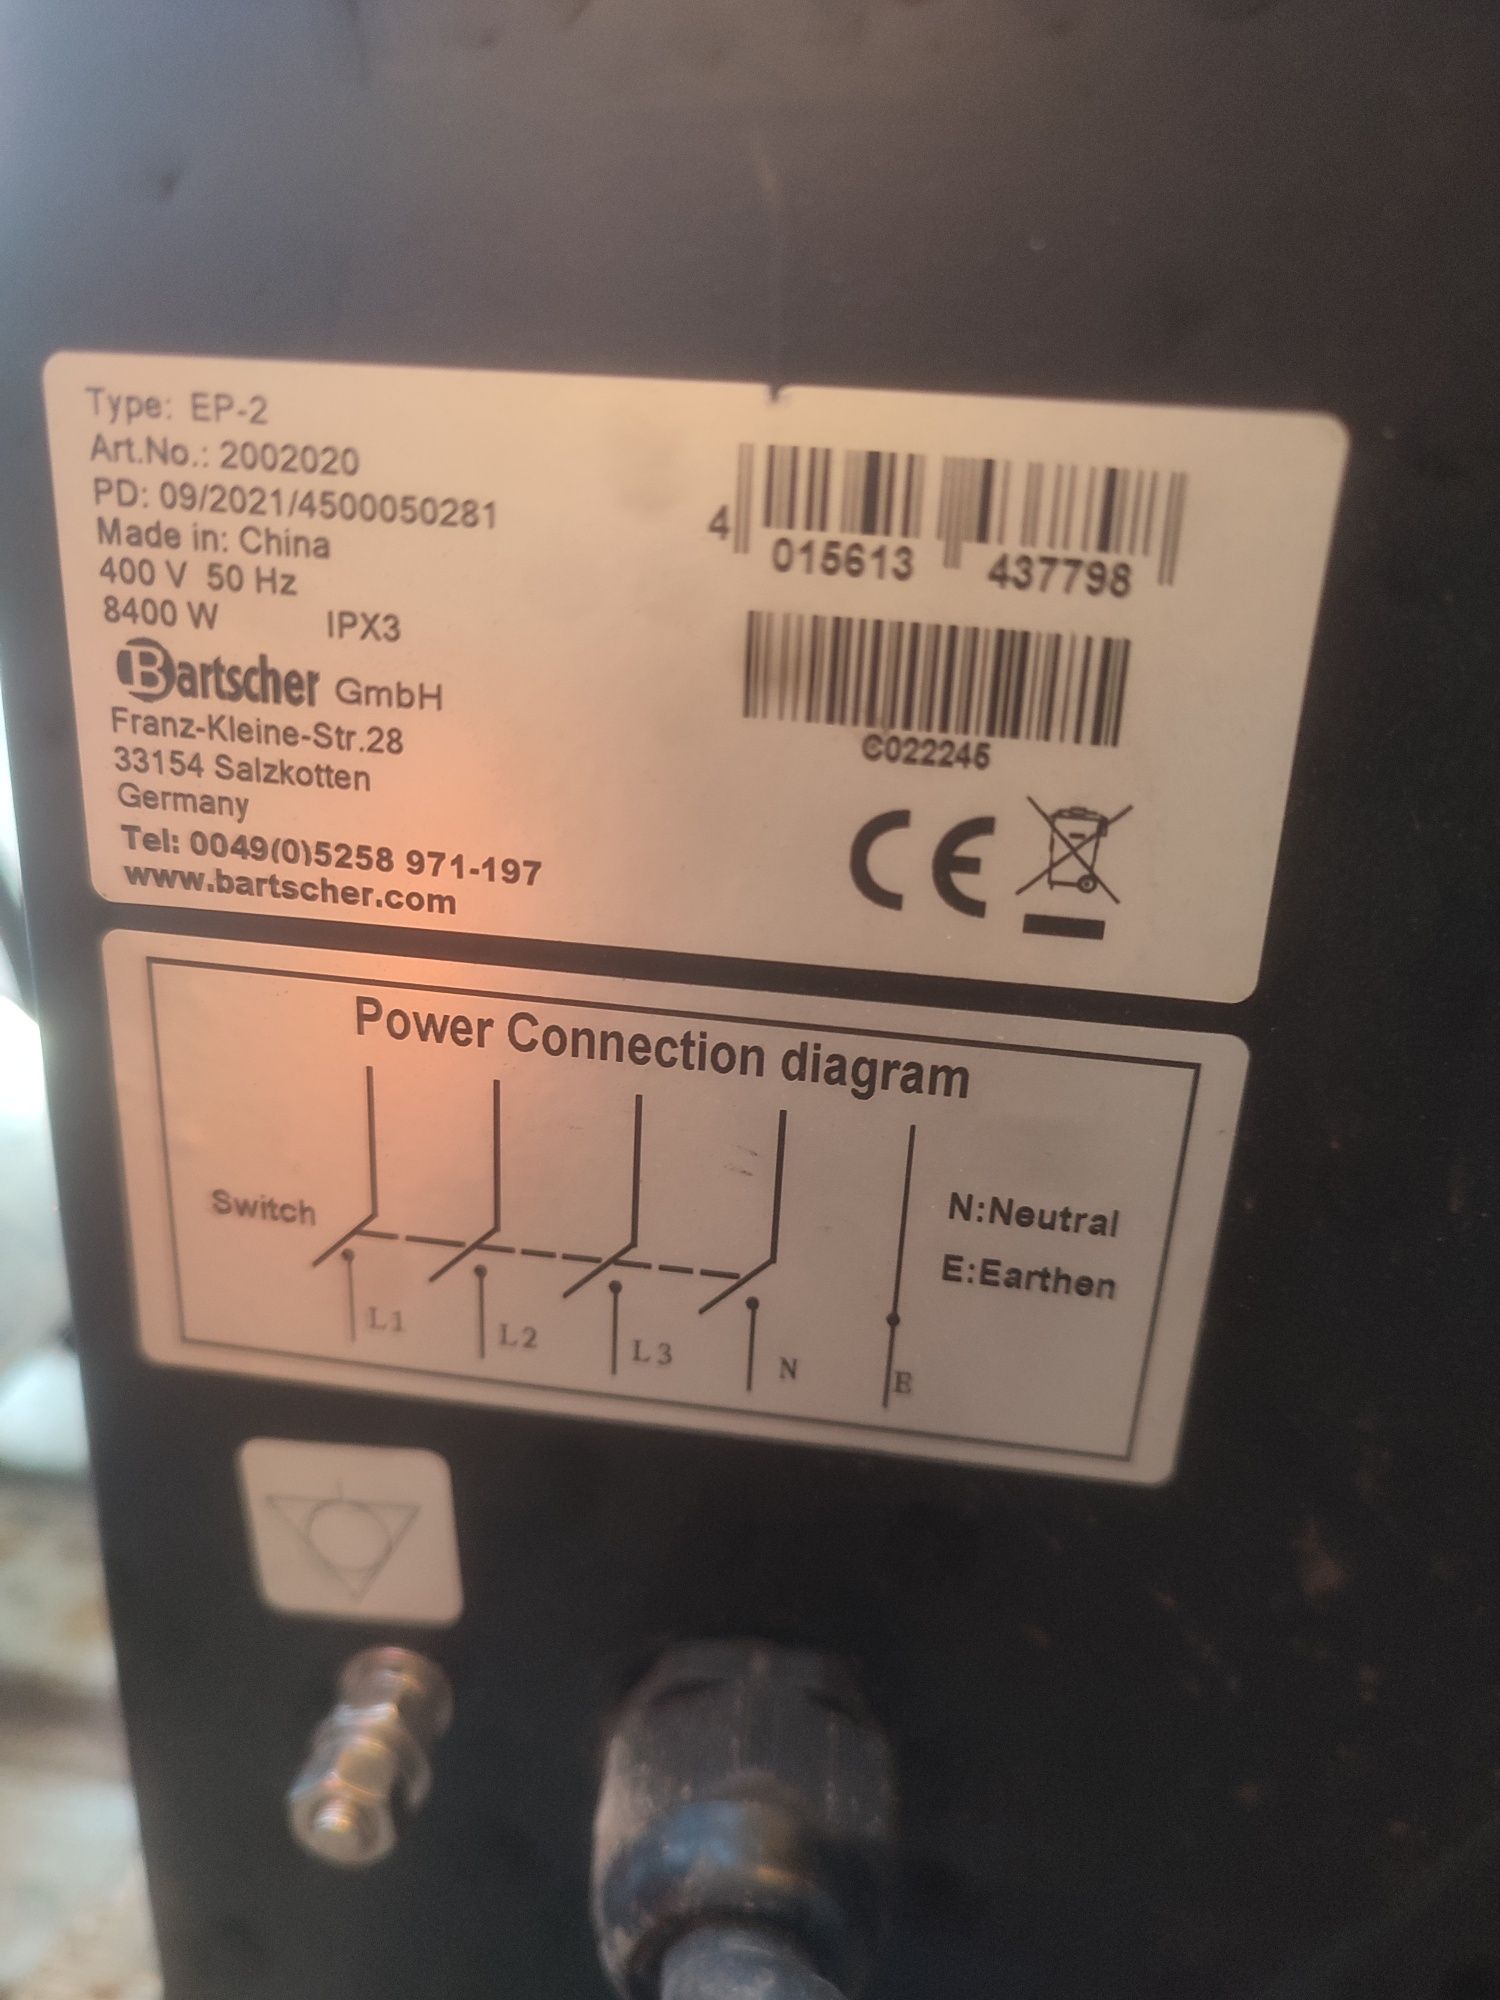 Type: EP-2
Art.No.: 2002020
PD: 09/2021/4500050281
Made in: China
400 V 50 Hz
8400 W IPX3
Bartscher GmbH
Franz-Kleine-Str.28
33154 Salzkotten
Germany
Tel: 0049(0)5258 971-197
www.bartscher.com
4 015613 437798
C022245
CE
Power Connection diagram
Switch
L1 L2 L3 N E
N:Neutral
E:Earthen